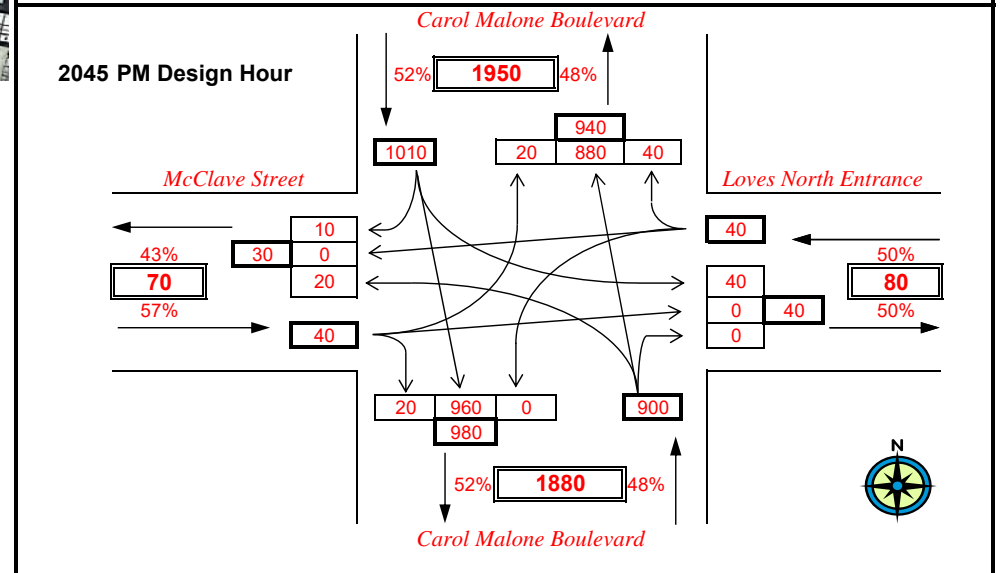 Carol Malone Boulevard
2045 PM Design Hour
52% 1950 48%
940
1010 20 880 40
McClave Street Loves North Entrance
10 40
43% 30 0 50%
70 20 40 80
57% 0 40 50%
40 0
20 960 0 900
980
N
52% 1880 48%
Carol Malone Boulevard